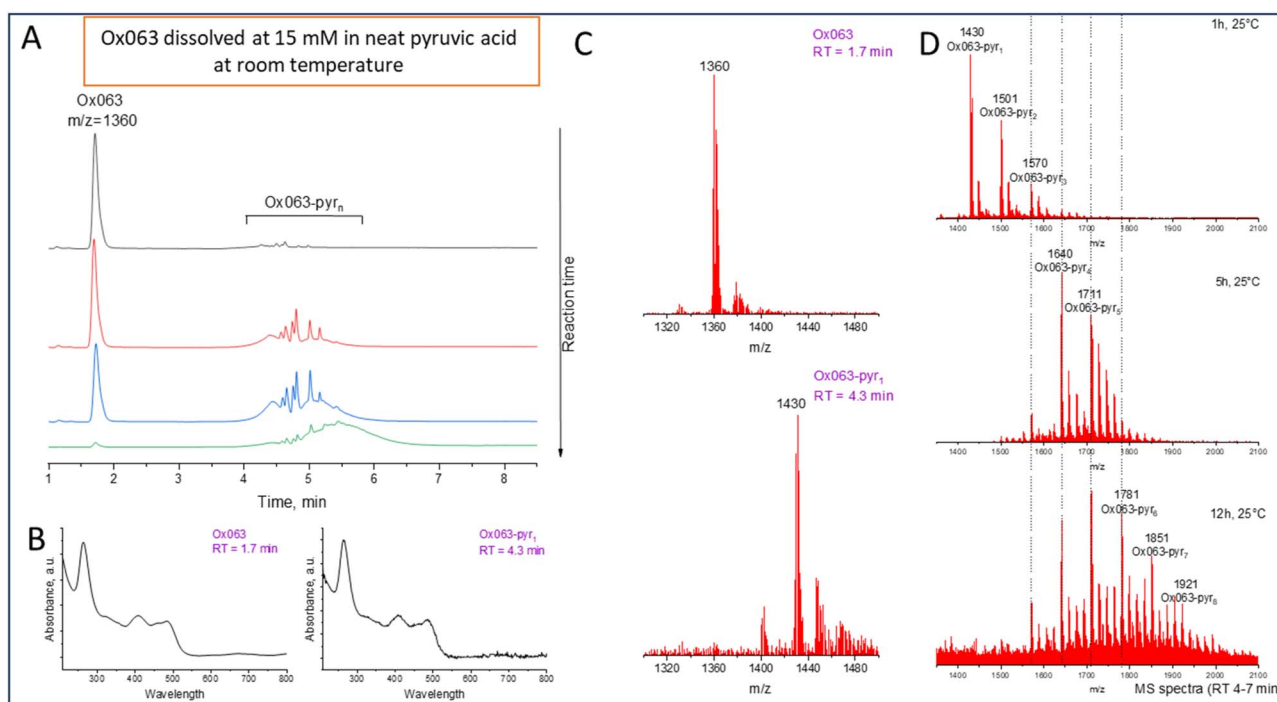 A
Ox063 dissolved at 15 mM in neat pyruvic acid
at room temperature
Ox063
m/z=1360
Ox063-pyrn
Reaction time
1 2 3 4 5 6 7 8
Time, min
B
Ox063
RT = 1.7 min
Absorbance, a.u.
300 400 500 600 700 800
Wavelength
Ox063-pyr1
RT = 4.3 min
Absorbance, a.u.
300 400 500 600 700 800
Wavelength
C
Ox063
RT = 1.7 min
1360
1320 1360 1400 1440 1480
m/z
Ox063-pyr1
RT = 4.3 min
1430
1320 1360 1400 1440 1480
m/z
D
1h, 25°C
1430
Ox063-pyr1
1501
Ox063-pyr2
1570
Ox063-pyr3
1400 1500 1600 1700 1800 1900 2000 2100
m/z
5h, 25°C
1640
Ox063-pyr4
1711
Ox063-pyr5
1400 1500 1600 1700 1800 1900 2000 2100
m/z
12h, 25°C
1781
Ox063-pyr6
1851
Ox063-pyr7
1921
Ox063-pyr8
1400 1500 1600 1700 1800 1900 2000 2100
m/z
MS spectra (RT 4-7 min